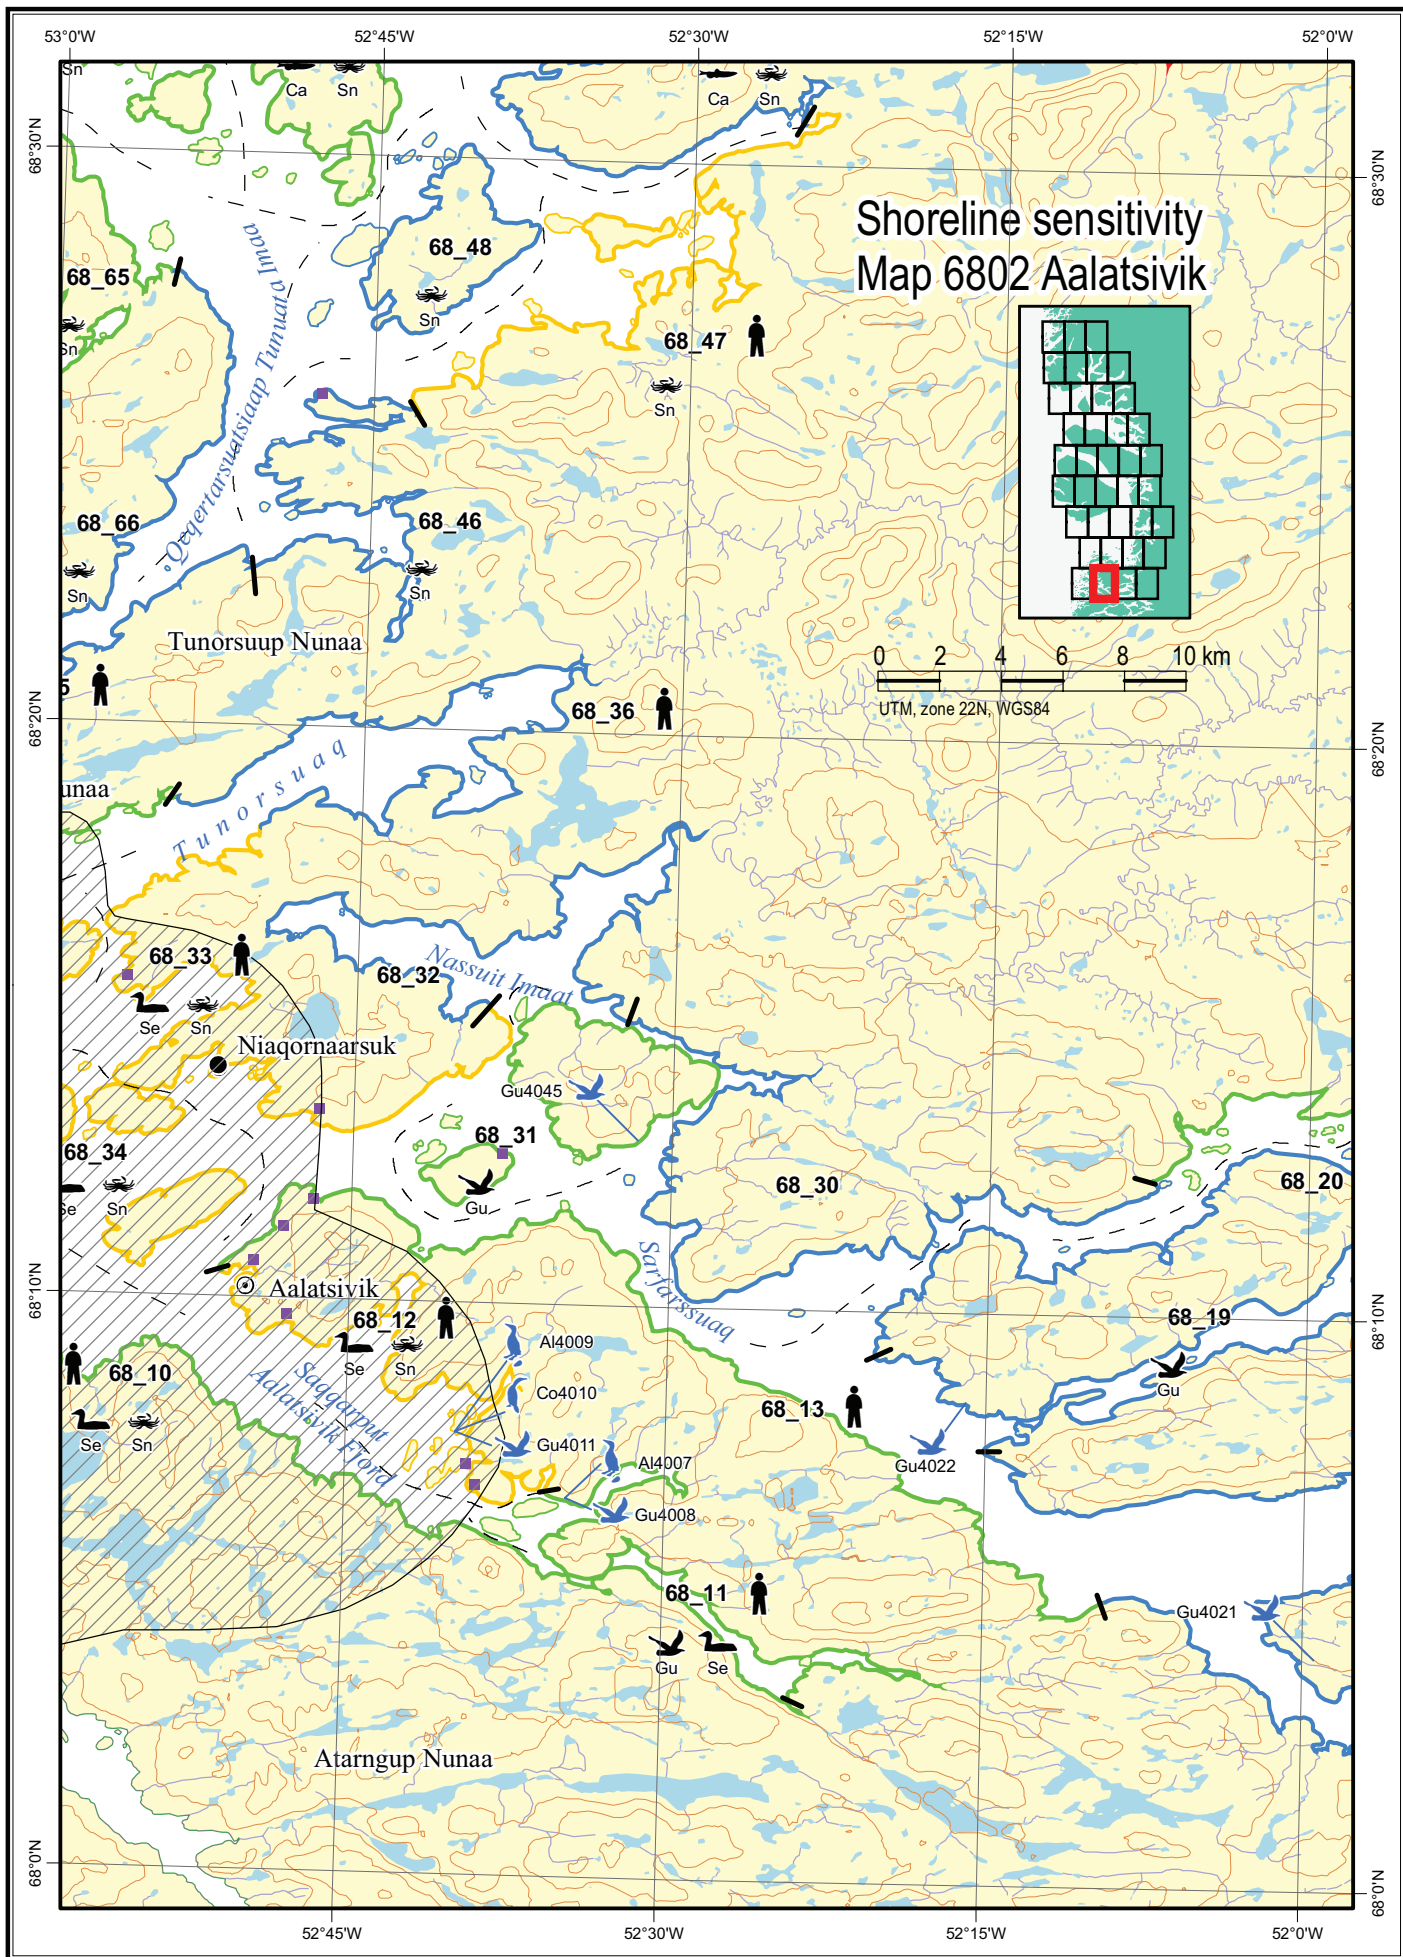 53°0'W
52°45'W
52°30'W
52°15'W
52°0'W
Sn
Ca
Sn
Ca
Sn
68°30'N
68°30'N
Shoreline sensitivity
Map 6802 Aalatsivik
68_65
68_48
Qeqertarsuatsiaap Tunuata Imaa
Sn
Sn
68_47
Sn
68_66
68_46
Sn
Sn
Tunorsuup Nunaa
0 2 4 6 8 10 km
UTM, zone 22N, WGS84
5
68_36
68°20'N
68°20'N
unaa
Tunorsuaq
68_33
68_32
Nassuit Imaat
Se
Sn
Niaqornaarsuk
Gu4045
68_31
68_34
68_30
68_20
Se
Sn
Gu
Sarfarssuaq
68°10'N
68°10'N
Aalatsivik
68_12
68_19
Se
Sn
Al4009
68_10
Saqqarput
Aalatsivik Fjord
Co4010
Gu
68_13
Se
Sn
Gu4011
Al4007
Gu4022
Gu4008
68_11
Gu4021
Gu
Se
Atarngup Nunaa
68°0'N
68°0'N
52°45'W
52°30'W
52°15'W
52°0'W